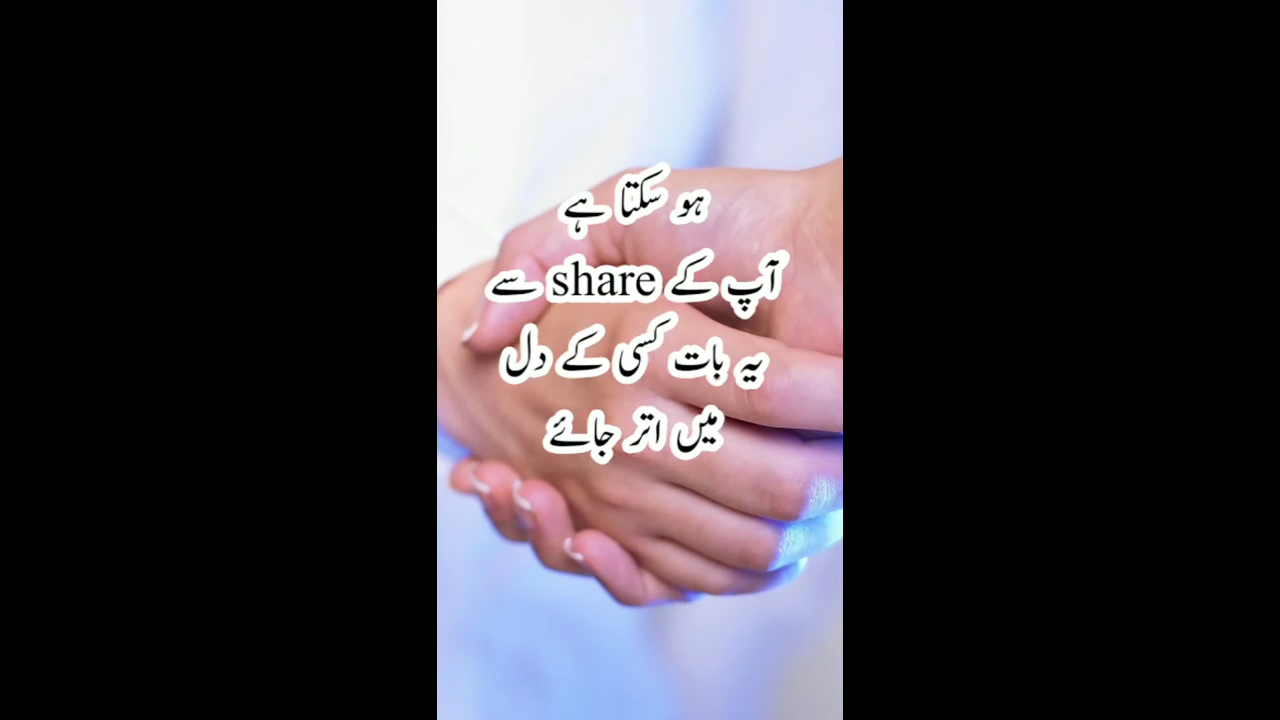 ہو سکتا ہے
آپ کے share سے
یہ بات کسی کے دل
میں اتر جائے